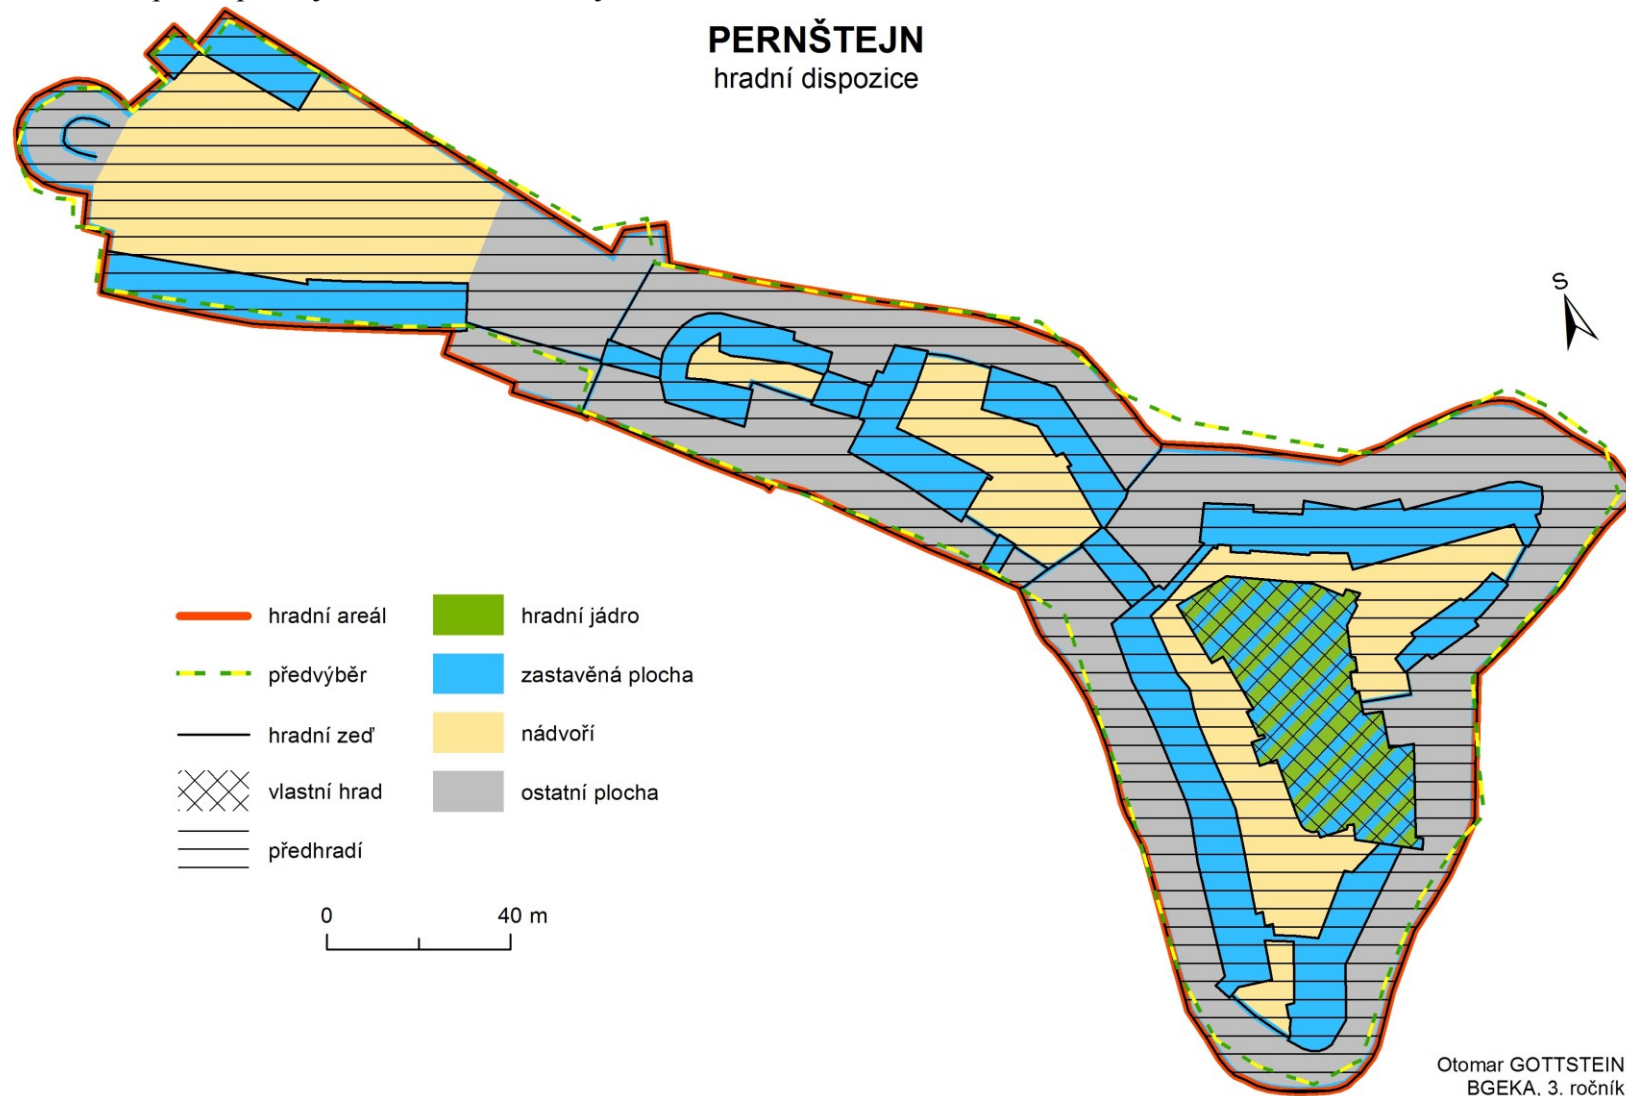 PERNŠTEJN
hradní dispozice
S
hradní areál
předvýběr
hradní zeď
vlastní hrad
předhradí
hradní jádro
zastavěná plocha
nádvoří
ostatní plocha
0 40 m
Otomar GOTTSTEIN
BGEKA, 3. ročník